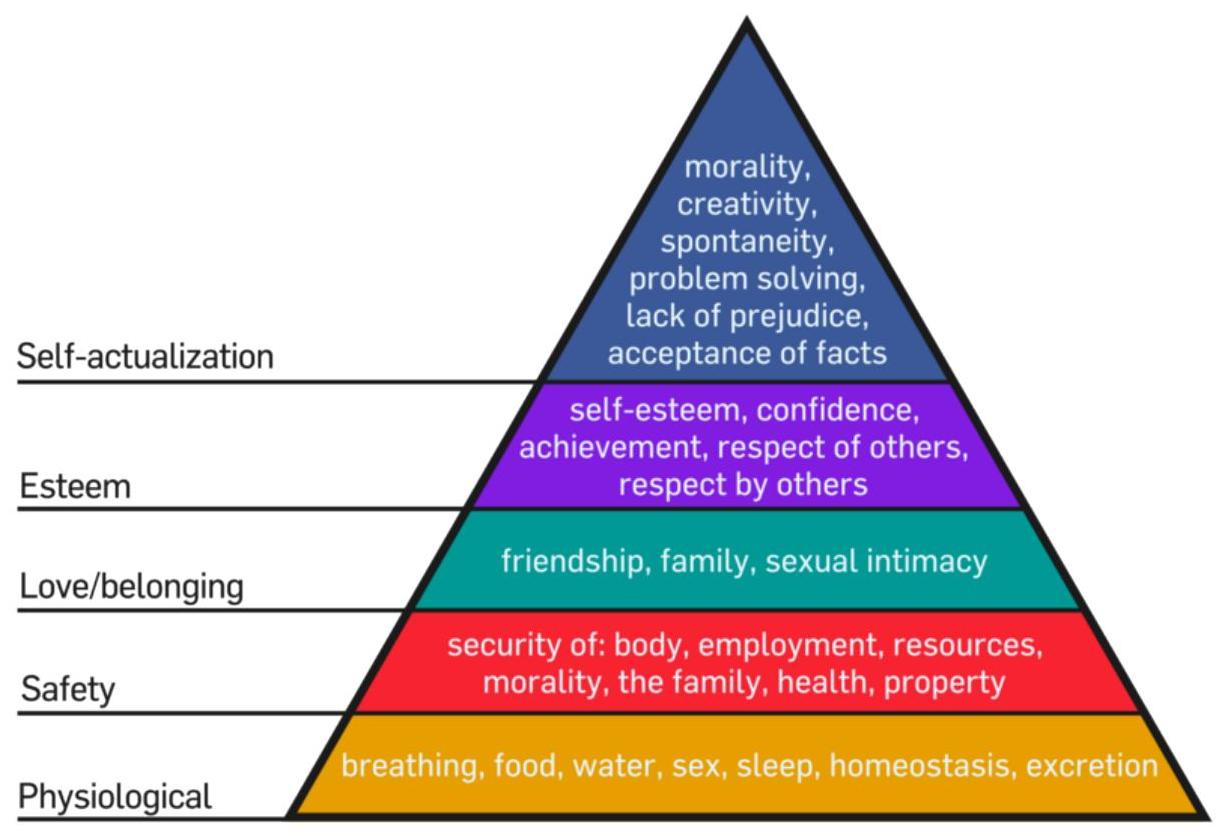 morality,
creativity,
spontaneity,
problem solving,
lack of prejudice,
acceptance of facts
Self-actualization
self-esteem, confidence,
achievement, respect of others,
respect by others
Esteem
friendship, family, sexual intimacy
Love/belonging
security of: body, employment, resources,
morality, the family, health, property
Safety
breathing, food, water, sex, sleep, homeostasis, excretion
Physiological